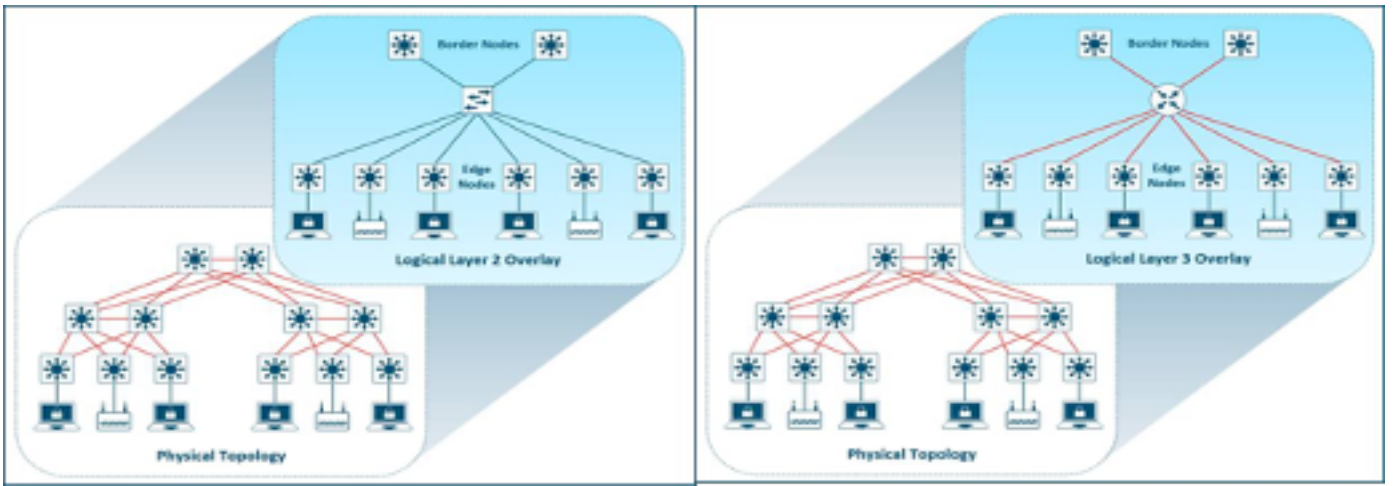 Border Nodes
Edge
Nodes
Logical Layer 2 Overlay
Physical Topology
Border Nodes
Edge
Nodes
Logical Layer 3 Overlay
Physical Topology